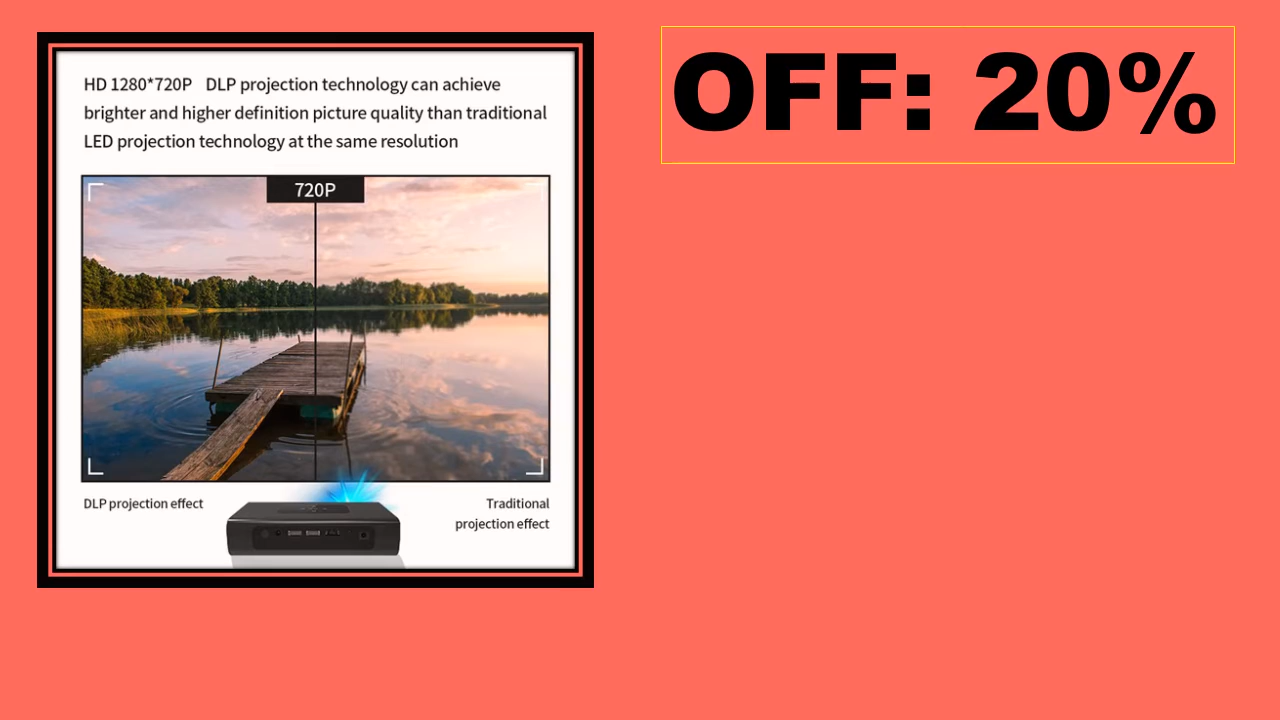 HD 1280*720P DLP projection technology can achieve
brighter and higher definition picture quality than traditional
LED projection technology at the same resolution
720P
DLP projection effect
Traditional
projection effect
OFF: 20%